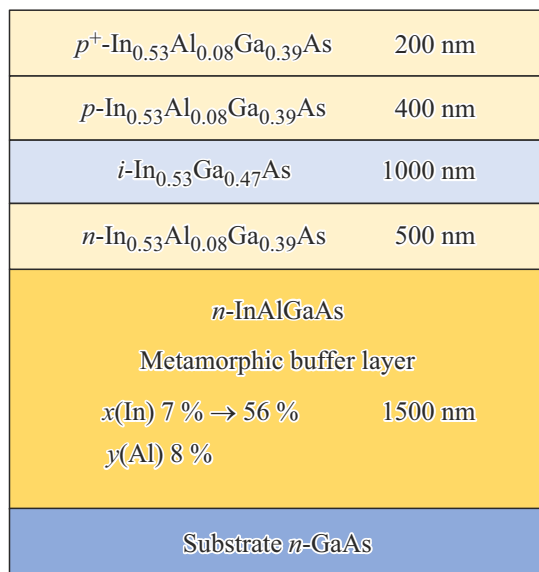 p⁺-In₀.₅₃Al₀.₀₈Ga₀.₃₉As 200 nm
p-In₀.₅₃Al₀.₀₈Ga₀.₃₉As 400 nm
i-In₀.₅₃Ga₀.₄₇As 1000 nm
n-In₀.₅₃Al₀.₀₈Ga₀.₃₉As 500 nm
n-InAlGaAs
Metamorphic buffer layer
x(In) 7 % → 56 % 1500 nm
y(Al) 8 %
Substrate n-GaAs